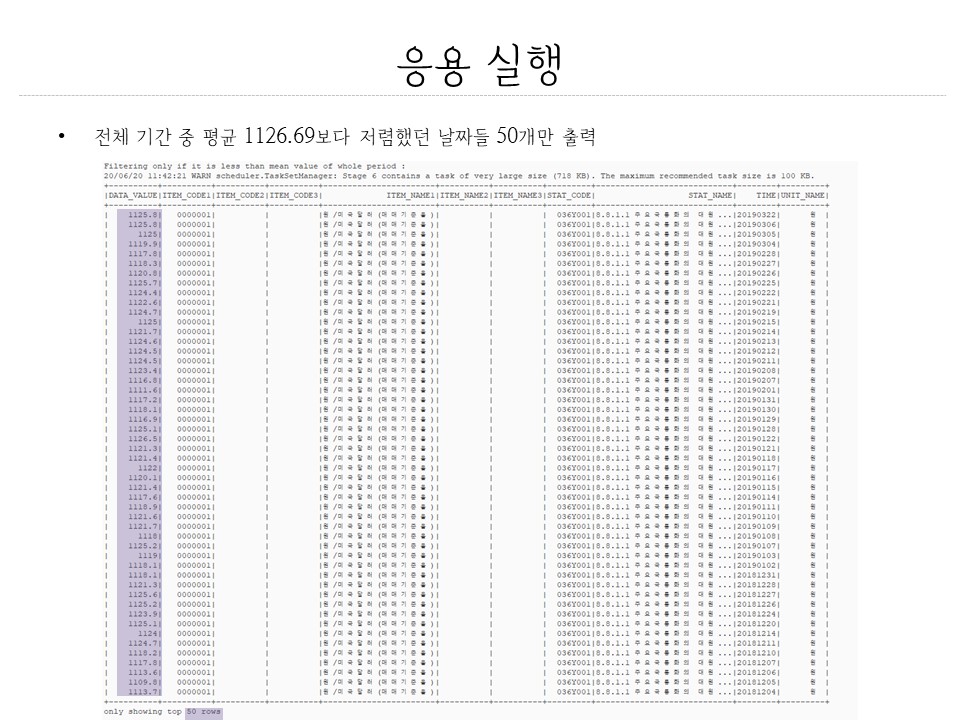 응용 실행
• 전체 기간 중 평균 1126.69보다 저렴했던 날짜들 50개만 출력
Filtering only if it is less than mean value of whole period :
20/06/20 11:42:21 WARN scheduler.TaskSetManager: Stage 6 contains a task of very large size (718 KB). The maximum recommended task size is 100 KB.
|DATA_VALUE|ITEM_CODE1|ITEM_CODE2|ITEM_CODE3| ITEM_NAME1|ITEM_NAME2|ITEM_NAME3|STAT_CODE| STAT_NAME| TIME|UNIT_NAME|
| 1125.8| 0000001| | |원/미국달러(매매기준율)| | | 036Y001|8.8.1.1 주요국통화의 대원...|20190322| 원|
| 1125.8| 0000001| | |원/미국달러(매매기준율)| | | 036Y001|8.8.1.1 주요국통화의 대원...|20190306| 원|
| 1125| 0000001| | |원/미국달러(매매기준율)| | | 036Y001|8.8.1.1 주요국통화의 대원...|20190305| 원|
| 1119.9| 0000001| | |원/미국달러(매매기준율)| | | 036Y001|8.8.1.1 주요국통화의 대원...|20190304| 원|
| 1117.8| 0000001| | |원/미국달러(매매기준율)| | | 036Y001|8.8.1.1 주요국통화의 대원...|20190228| 원|
| 1118.3| 0000001| | |원/미국달러(매매기준율)| | | 036Y001|8.8.1.1 주요국통화의 대원...|20190227| 원|
| 1120.8| 0000001| | |원/미국달러(매매기준율)| | | 036Y001|8.8.1.1 주요국통화의 대원...|20190226| 원|
| 1125.7| 0000001| | |원/미국달러(매매기준율)| | | 036Y001|8.8.1.1 주요국통화의 대원...|20190225| 원|
| 1124.4| 0000001| | |원/미국달러(매매기준율)| | | 036Y001|8.8.1.1 주요국통화의 대원...|20190222| 원|
| 1122.6| 0000001| | |원/미국달러(매매기준율)| | | 036Y001|8.8.1.1 주요국통화의 대원...|20190221| 원|
| 1124.7| 0000001| | |원/미국달러(매매기준율)| | | 036Y001|8.8.1.1 주요국통화의 대원...|20190219| 원|
| 1125| 0000001| | |원/미국달러(매매기준율)| | | 036Y001|8.8.1.1 주요국통화의 대원...|20190215| 원|
| 1121.7| 0000001| | |원/미국달러(매매기준율)| | | 036Y001|8.8.1.1 주요국통화의 대원...|20190214| 원|
| 1124.6| 0000001| | |원/미국달러(매매기준율)| | | 036Y001|8.8.1.1 주요국통화의 대원...|20190213| 원|
| 1124.5| 0000001| | |원/미국달러(매매기준율)| | | 036Y001|8.8.1.1 주요국통화의 대원...|20190212| 원|
| 1124.5| 0000001| | |원/미국달러(매매기준율)| | | 036Y001|8.8.1.1 주요국통화의 대원...|20190211| 원|
| 1123.4| 0000001| | |원/미국달러(매매기준율)| | | 036Y001|8.8.1.1 주요국통화의 대원...|20190208| 원|
| 1116.8| 0000001| | |원/미국달러(매매기준율)| | | 036Y001|8.8.1.1 주요국통화의 대원...|20190207| 원|
| 1111.6| 0000001| | |원/미국달러(매매기준율)| | | 036Y001|8.8.1.1 주요국통화의 대원...|20190201| 원|
| 1117.2| 0000001| | |원/미국달러(매매기준율)| | | 036Y001|8.8.1.1 주요국통화의 대원...|20190131| 원|
| 1118.1| 0000001| | |원/미국달러(매매기준율)| | | 036Y001|8.8.1.1 주요국통화의 대원...|20190130| 원|
| 1116.9| 0000001| | |원/미국달러(매매기준율)| | | 036Y001|8.8.1.1 주요국통화의 대원...|20190129| 원|
| 1125.1| 0000001| | |원/미국달러(매매기준율)| | | 036Y001|8.8.1.1 주요국통화의 대원...|20190128| 원|
| 1126.5| 0000001| | |원/미국달러(매매기준율)| | | 036Y001|8.8.1.1 주요국통화의 대원...|20190122| 원|
| 1121.3| 0000001| | |원/미국달러(매매기준율)| | | 036Y001|8.8.1.1 주요국통화의 대원...|20190121| 원|
| 1121.4| 0000001| | |원/미국달러(매매기준율)| | | 036Y001|8.8.1.1 주요국통화의 대원...|20190118| 원|
| 1122| 0000001| | |원/미국달러(매매기준율)| | | 036Y001|8.8.1.1 주요국통화의 대원...|20190117| 원|
| 1120.1| 0000001| | |원/미국달러(매매기준율)| | | 036Y001|8.8.1.1 주요국통화의 대원...|20190116| 원|
| 1121.4| 0000001| | |원/미국달러(매매기준율)| | | 036Y001|8.8.1.1 주요국통화의 대원...|20190115| 원|
| 1117.6| 0000001| | |원/미국달러(매매기준율)| | | 036Y001|8.8.1.1 주요국통화의 대원...|20190114| 원|
| 1118.9| 0000001| | |원/미국달러(매매기준율)| | | 036Y001|8.8.1.1 주요국통화의 대원...|20190111| 원|
| 1121.6| 0000001| | |원/미국달러(매매기준율)| | | 036Y001|8.8.1.1 주요국통화의 대원...|20190110| 원|
| 1121.7| 0000001| | |원/미국달러(매매기준율)| | | 036Y001|8.8.1.1 주요국통화의 대원...|20190109| 원|
| 1118| 0000001| | |원/미국달러(매매기준율)| | | 036Y001|8.8.1.1 주요국통화의 대원...|20190108| 원|
| 1125.2| 0000001| | |원/미국달러(매매기준율)| | | 036Y001|8.8.1.1 주요국통화의 대원...|20190107| 원|
| 1119| 0000001| | |원/미국달러(매매기준율)| | | 036Y001|8.8.1.1 주요국통화의 대원...|20190103| 원|
| 1118.1| 0000001| | |원/미국달러(매매기준율)| | | 036Y001|8.8.1.1 주요국통화의 대원...|20190102| 원|
| 1118.1| 0000001| | |원/미국달러(매매기준율)| | | 036Y001|8.8.1.1 주요국통화의 대원...|20181231| 원|
| 1121.3| 0000001| | |원/미국달러(매매기준율)| | | 036Y001|8.8.1.1 주요국통화의 대원...|20181228| 원|
| 1125.6| 0000001| | |원/미국달러(매매기준율)| | | 036Y001|8.8.1.1 주요국통화의 대원...|20181227| 원|
| 1125.2| 0000001| | |원/미국달러(매매기준율)| | | 036Y001|8.8.1.1 주요국통화의 대원...|20181226| 원|
| 1123.9| 0000001| | |원/미국달러(매매기준율)| | | 036Y001|8.8.1.1 주요국통화의 대원...|20181224| 원|
| 1125.1| 0000001| | |원/미국달러(매매기준율)| | | 036Y001|8.8.1.1 주요국통화의 대원...|20181220| 원|
| 1124| 0000001| | |원/미국달러(매매기준율)| | | 036Y001|8.8.1.1 주요국통화의 대원...|20181214| 원|
| 1124.7| 0000001| | |원/미국달러(매매기준율)| | | 036Y001|8.8.1.1 주요국통화의 대원...|20181211| 원|
| 1118.2| 0000001| | |원/미국달러(매매기준율)| | | 036Y001|8.8.1.1 주요국통화의 대원...|20181210| 원|
| 1117.8| 0000001| | |원/미국달러(매매기준율)| | | 036Y001|8.8.1.1 주요국통화의 대원...|20181207| 원|
| 1113.6| 0000001| | |원/미국달러(매매기준율)| | | 036Y001|8.8.1.1 주요국통화의 대원...|20181206| 원|
| 1109.8| 0000001| | |원/미국달러(매매기준율)| | | 036Y001|8.8.1.1 주요국통화의 대원...|20181205| 원|
| 1113.7| 0000001| | |원/미국달러(매매기준율)| | | 036Y001|8.8.1.1 주요국통화의 대원...|20181204| 원|
only showing top 50 rows